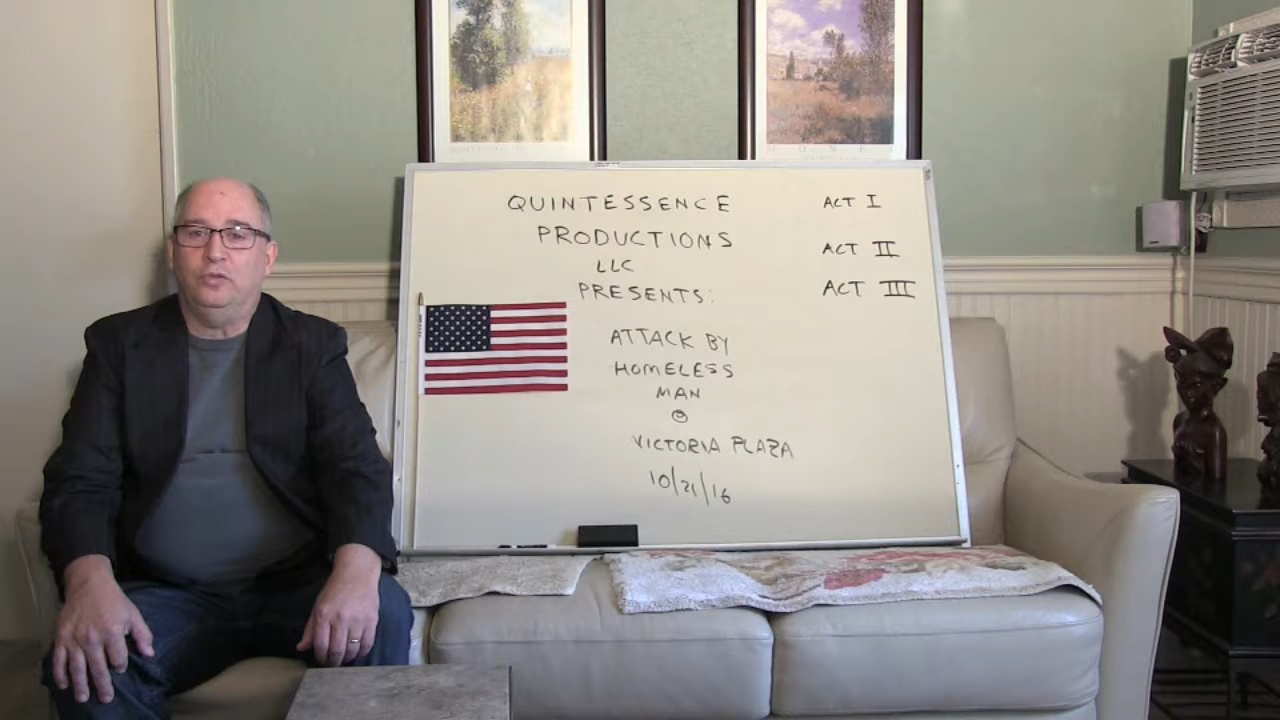 QUINTESSENCE
PRODUCTIONS
LLC
PRESENTS:
ATTACK BY
HOMELESS
MAN
@
VICTORIA PLAZA
10/21/16
ACT I
ACT II
ACT III